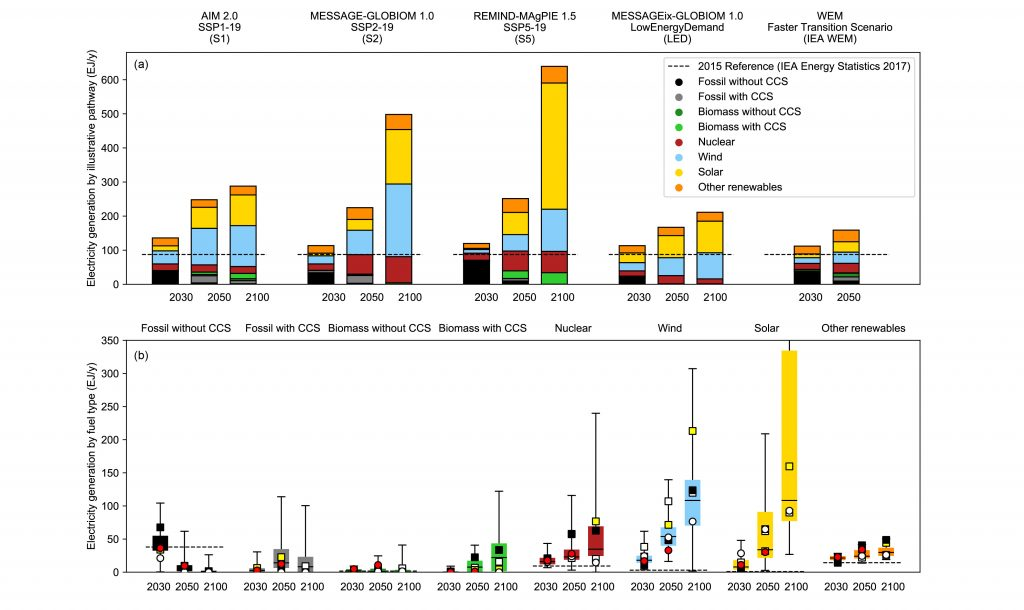 AIM 2.0
SSP1-19
(S1)
MESSAGE-GLOBIOM 1.0
SSP2-19
(S2)
REMIND-MAgPIE 1.5
SSP5-19
(S5)
MESSAGEix-GLOBIOM 1.0
LowEnergyDemand
(LED)
WEM
Faster Transition Scenario
(IEA WEM)
(a)
Electricity generation by illustrative pathway (EJ/y)
600
500
400
300
200
100
0
2015 Reference (IEA Energy Statistics 2017)
Fossil without CCS
Fossil with CCS
Biomass without CCS
Biomass with CCS
Nuclear
Wind
Solar
Other renewables
2030 2050 2100
2030 2050 2100
2030 2050 2100
2030 2050 2100
2030 2050
Fossil without CCS
Fossil with CCS
Biomass without CCS
Biomass with CCS
Nuclear
Wind
Solar
Other renewables
(b)
Electricity generation by fuel type (EJ/y)
350
300
250
200
150
100
50
0
2030 2050 2100
2030 2050 2100
2030 2050 2100
2030 2050 2100
2030 2050 2100
2030 2050 2100
2030 2050 2100
2030 2050 2100